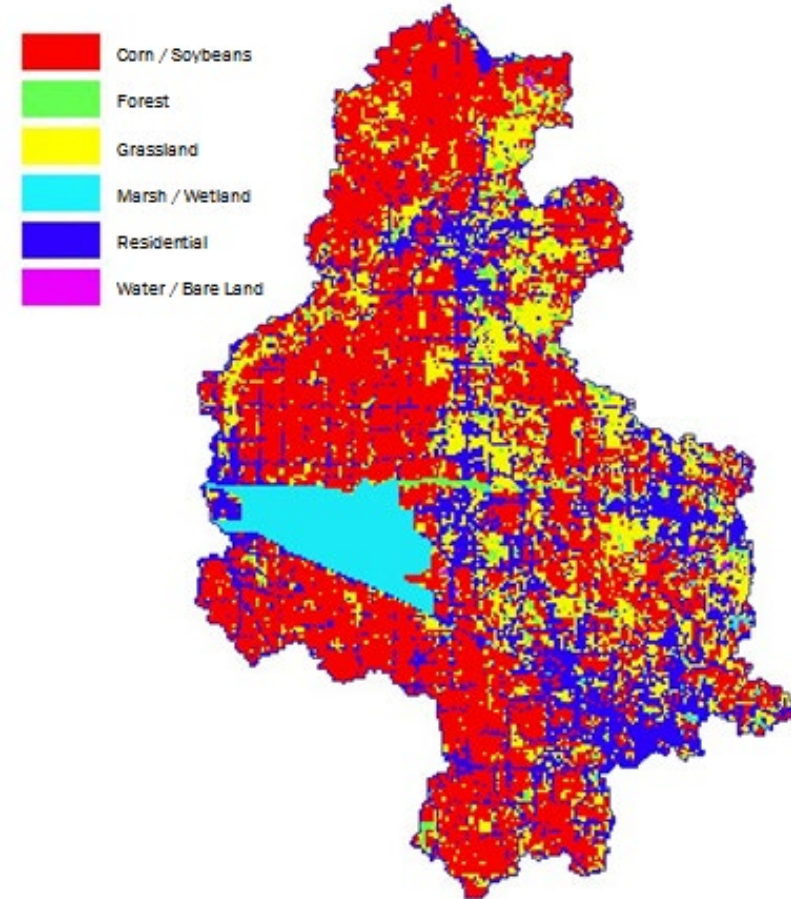 Corn / Soybeans
Forest
Grassland
Marsh / Wetland
Residential
Water / Bare Land